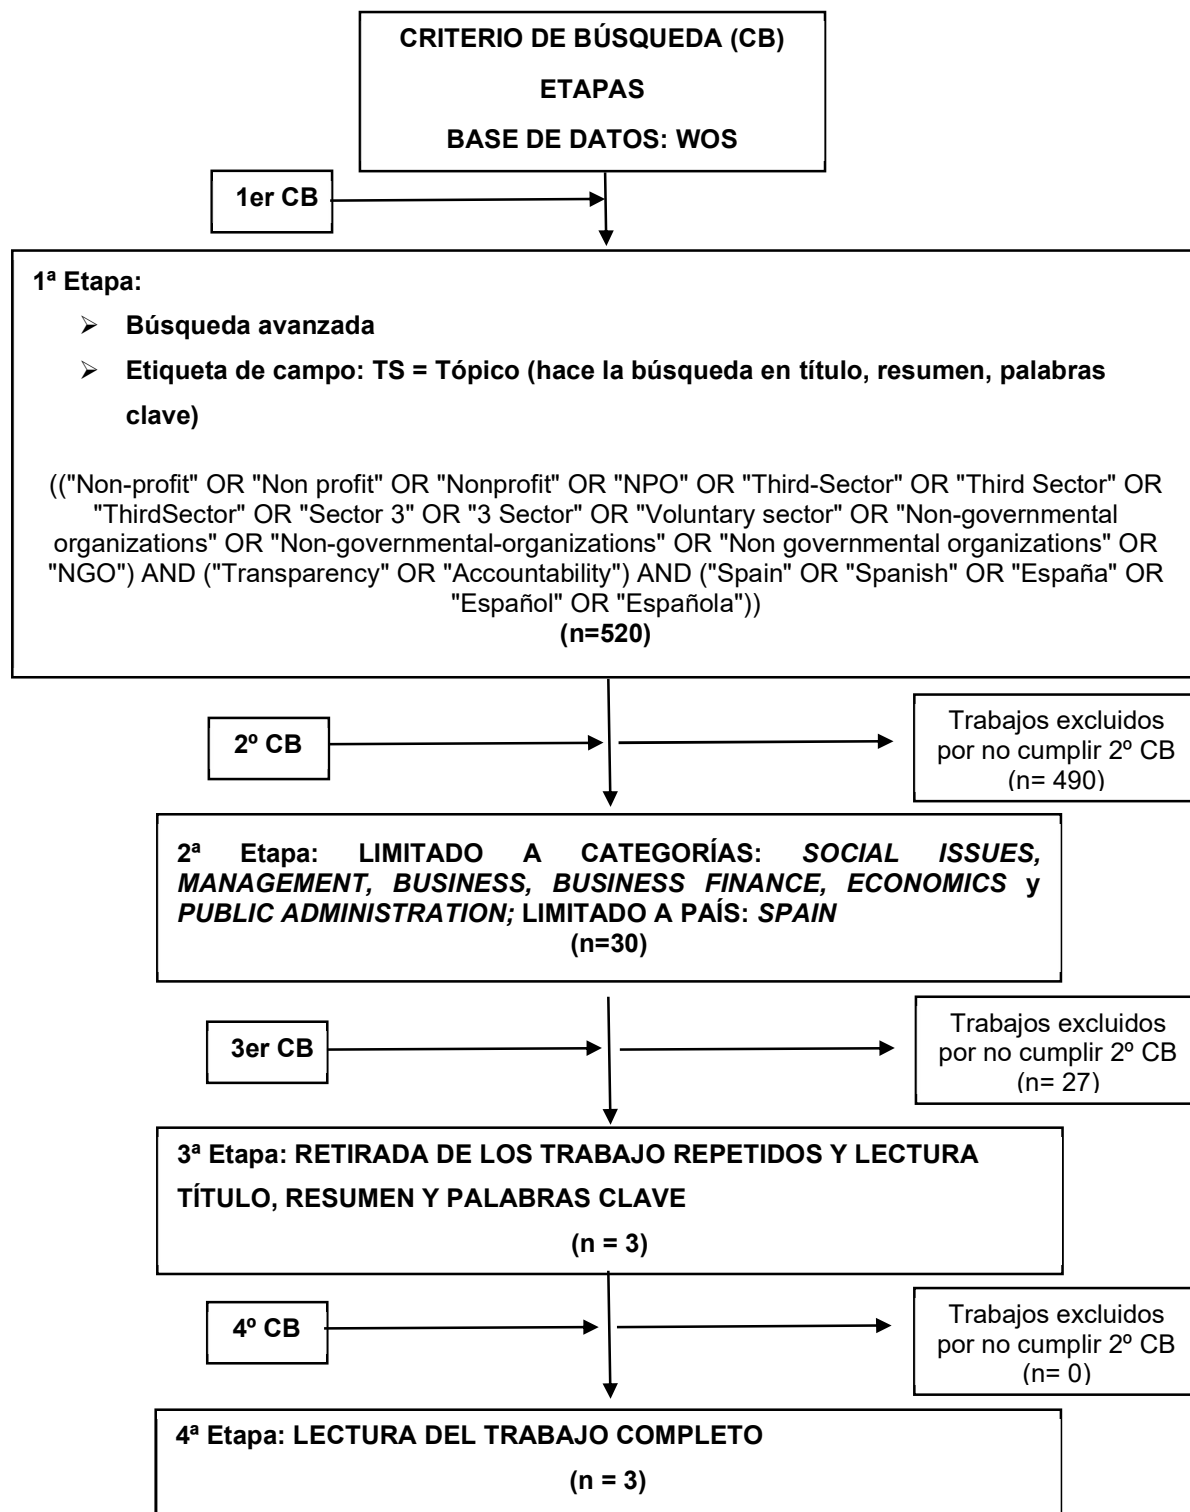 CRITERIO DE BÚSQUEDA (CB)
ETAPAS
BASE DE DATOS: WOS
1er CB
1ª Etapa:
➢ Búsqueda avanzada
➢ Etiqueta de campo: TS = Tópico (hace la búsqueda en título, resumen, palabras
clave)
(("Non-profit" OR "Non profit" OR "Nonprofit" OR "NPO" OR "Third-Sector" OR "Third Sector" OR
"ThirdSector" OR "Sector 3" OR "3 Sector" OR "Voluntary sector" OR "Non-governmental
organizations" OR "Non-governmental-organizations" OR "Non governmental organizations" OR
"NGO") AND ("Transparency" OR "Accountability") AND ("Spain" OR "Spanish" OR "España" OR
"Español" OR "Española"))
(n=520)
2º CB
Trabajos excluidos
por no cumplir 2º CB
(n= 490)
2ª Etapa: LIMITADO A CATEGORÍAS: SOCIAL ISSUES,
MANAGEMENT, BUSINESS, BUSINESS FINANCE, ECONOMICS y
PUBLIC ADMINISTRATION; LIMITADO A PAÍS: SPAIN
(n=30)
3er CB
Trabajos excluidos
por no cumplir 2º CB
(n= 27)
3ª Etapa: RETIRADA DE LOS TRABAJO REPETIDOS Y LECTURA
TÍTULO, RESUMEN Y PALABRAS CLAVE
(n = 3)
4º CB
Trabajos excluidos
por no cumplir 2º CB
(n= 0)
4ª Etapa: LECTURA DEL TRABAJO COMPLETO
(n = 3)